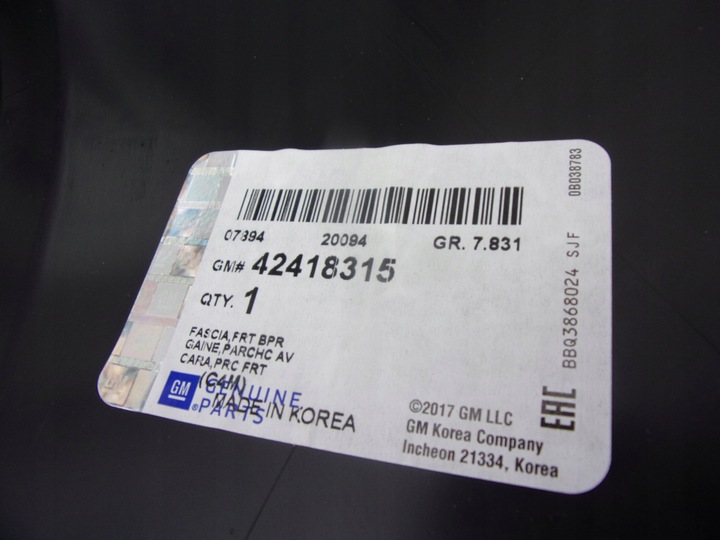 07394 20094 GR. 7.831
GM# 42418315
QTY. 1
FASCIA,FRT BPR
GAINE,PARCHC AV
CARA,PRC FRT
(C4M)
GM GENUINE
PARTS
MADE IN KOREA
©2017 GM LLC
GM Korea Company
Incheon 21334, Korea
EAC
BBQ3868024 SJF
0B038783